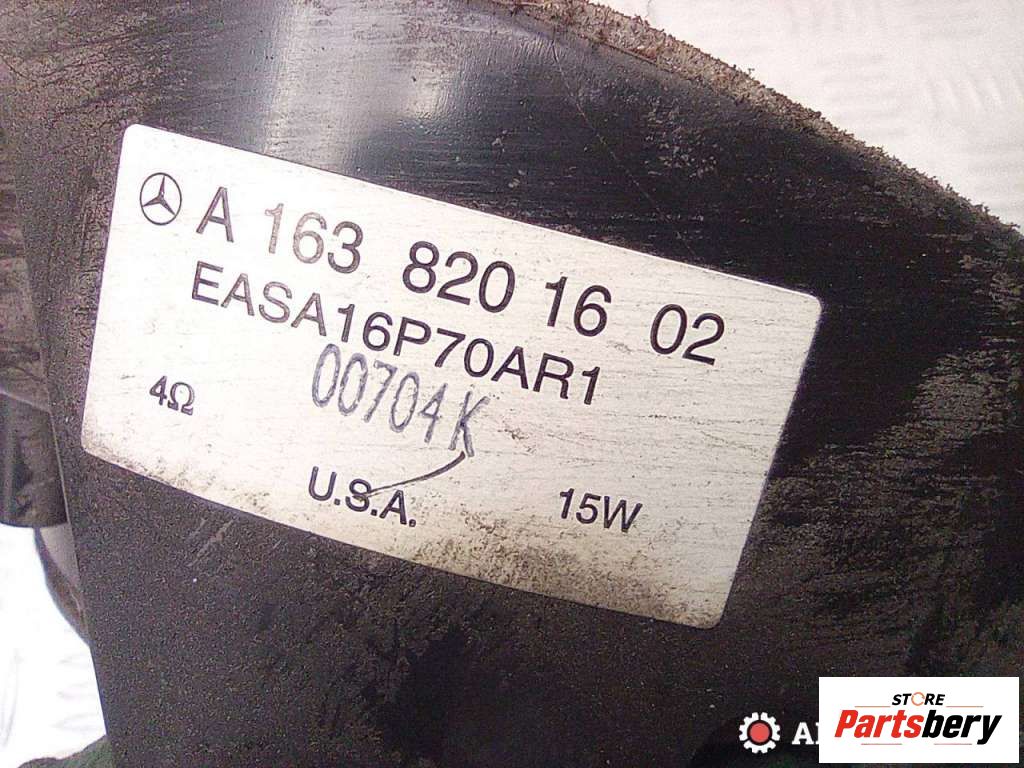 A 163 820 16 02
EASA16P70AR1
00704K
4Ω
U.S.A.
15W
STORE
Partsbery